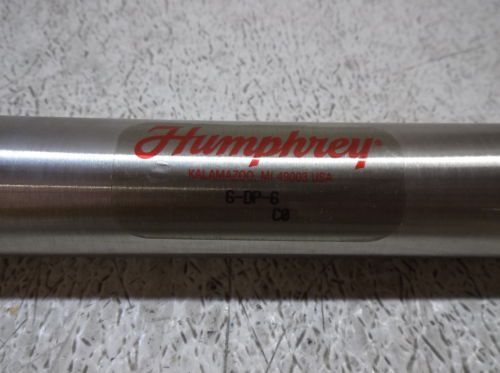 Humphrey®
KALAMAZOO, MI 49003 USA
6-DP-6
C0